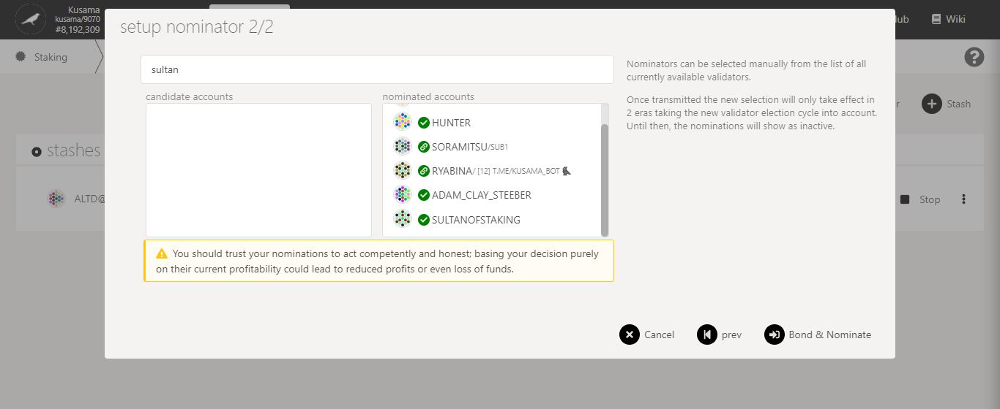 Kusama
kusama/9070
#8,192,309
Wiki
Staking
setup nominator 2/2
sultan
Nominators can be selected manually from the list of all
currently available validators.
candidate accounts
nominated accounts
Once transmitted the new selection will only take effect in
2 eras taking the new validator election cycle into account.
Until then, the nominations will show as inactive.
Stash
HUNTER
SORAMITSU/SUB1
stashes
RYABINA/ [12] T.ME/KUSAMA_BOT
ADAM_CLAY_STEEBER
ALTD@
Stop
SULTANOFSTAKING
You should trust your nominations to act competently and honest; basing your decision purely
on their current profitability could lead to reduced profits or even loss of funds.
Cancel
prev
Bond & Nominate